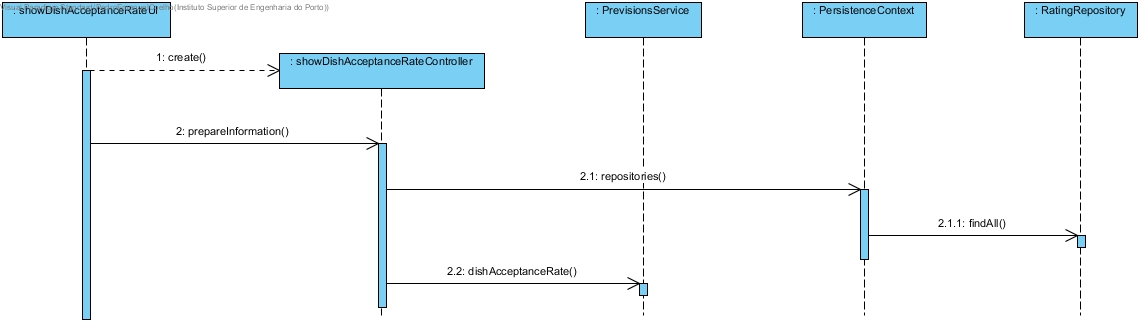 : showDishAcceptanceRateUI
(Instituto Superior de Engenharia do Porto))
: PrevisionsService
: PersistenceContext
: RatingRepository
1: create()
: showDishAcceptanceRateController
2: prepareInformation()
2.1: repositories()
2.1.1: findAll()
2.2: dishAcceptanceRate()